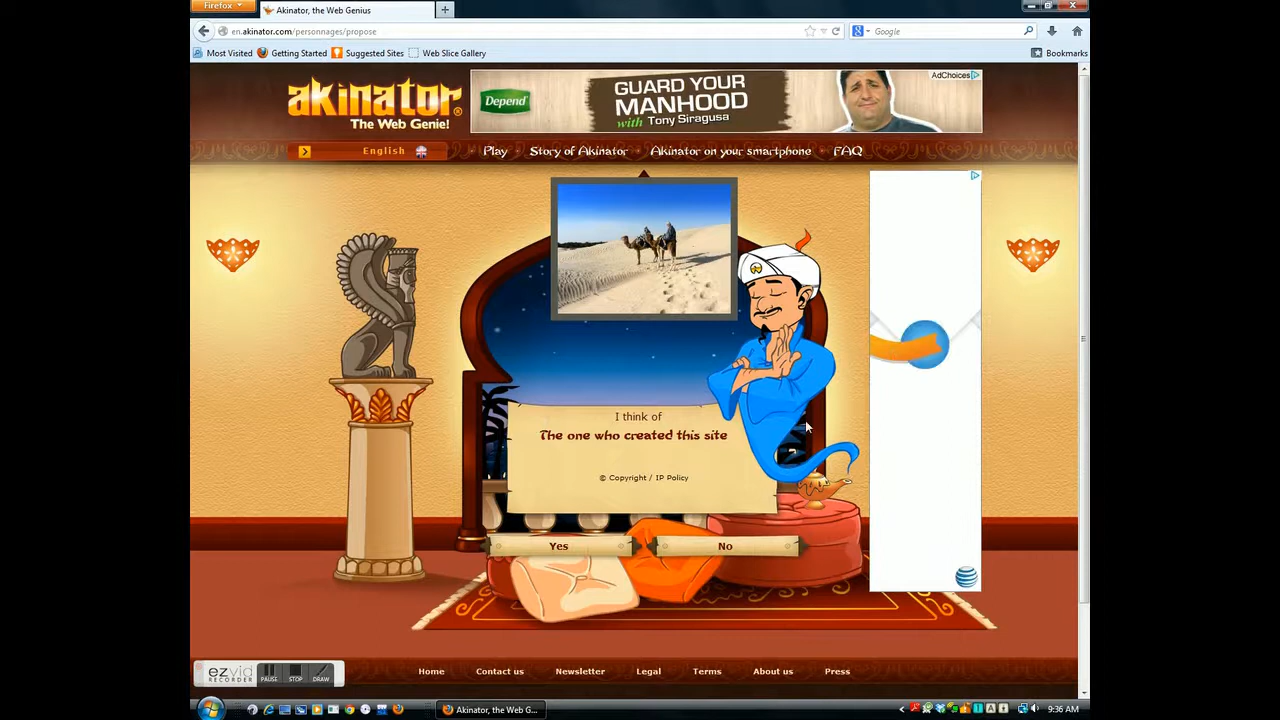 Firefox
Akinator, the Web Genius
en.akinator.com/personnages/propose
Google
Most Visited
Getting Started
Suggested Sites
Web Slice Gallery
Bookmarks
akinator®
The Web Genie!
Depend
GUARD YOUR
MANHOOD
with Tony Siragusa
AdChoices
English
Play
Story of Akinator
Akinator on your smartphone
FAQ
I think of
The one who created this site
© Copyright / IP Policy
Yes
No
ezvid
RECORDER
PAUSE
STOP
DRAW
Home
Contact us
Newsletter
Legal
Terms
About us
Press
Akinator, the Web G...
9:36 AM